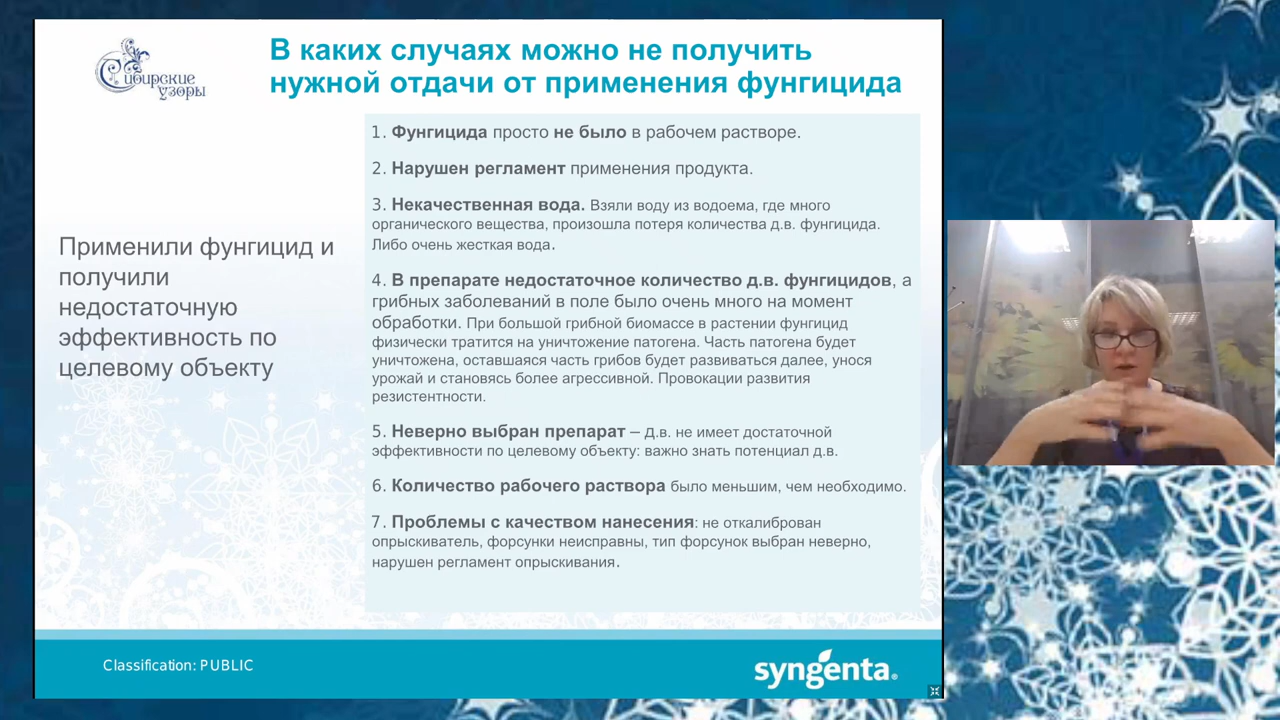 Сибирские
узоры
В каких случаях можно не получить
нужной отдачи от применения фунгицида
Применили фунгицид и
получили
недостаточную
эффективность по
целевому объекту
1. Фунгицида просто не было в рабочем растворе.
2. Нарушен регламент применения продукта.
3. Некачественная вода. Взяли воду из водоема, где много
органического вещества, произошла потеря количества д.в. фунгицида.
Либо очень жесткая вода.
4. В препарате недостаточное количество д.в. фунгицидов, а
грибных заболеваний в поле было очень много на момент
обработки. При большой грибной биомассе в растении фунгицид
физически тратится на уничтожение патогена. Часть патогена будет
уничтожена, оставшаяся часть грибов будет развиваться далее, унося
урожай и становясь более агрессивной. Провокации развития
резистентности.
5. Неверно выбран препарат – Д.в. не имеет достаточной
эффективности по целевому объекту: важно знать потенциал д.в.
6. Количество рабочего раствора было меньшим, чем необходимо.
7. Проблемы с качеством нанесения: не откалиброван
опрыскиватель, форсунки неисправны, тип форсунок выбран неверно,
нарушен регламент опрыскивания.
Classification: PUBLIC
syngenta®